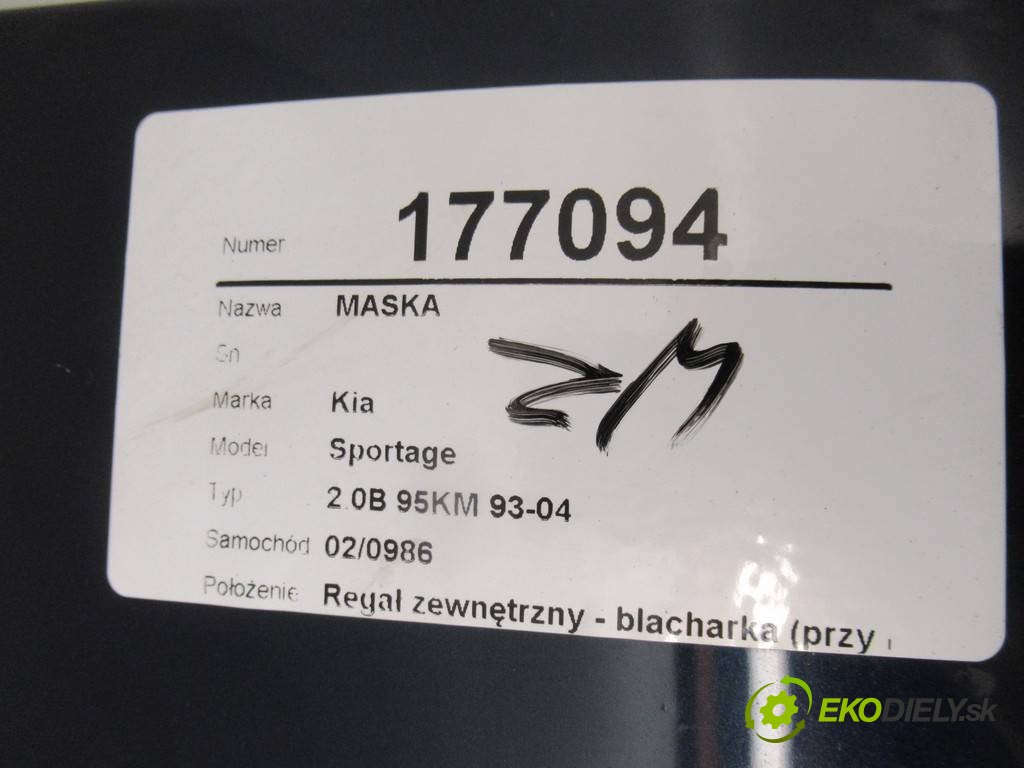 Numer 177094
Nazwa MASKA
Sn
ZM
Marka Kia
Model Sportage
Typ 2.0B 95KM 93-04
Samochód 02/0986
Położenie Regał zewnętrzny - blacharka (przy
EKODIELY.sk